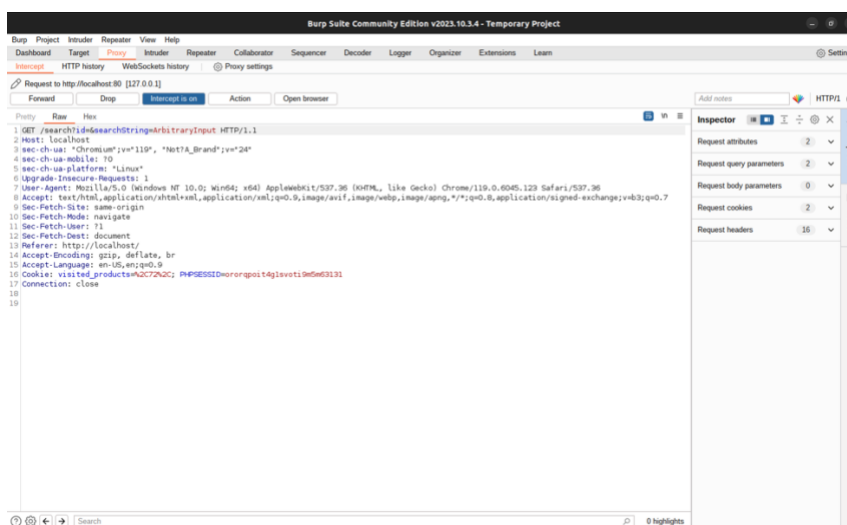 Burp Suite Community Edition v2023.10.3.4 - Temporary Project
Burp Project Intruder Repeater View Help
Dashboard Target Proxy Intruder Repeater Collaborator Sequencer Decoder Logger Organizer Extensions Learn Settin
Intercept HTTP history WebSockets history Proxy settings
Request to http://localhost:80 [127.0.0.1]
Forward Drop Intercept is on Action Open browser Add notes HTTP/1
Pretty Raw Hex \n Inspector
1 GET /search?id=&searchString=ArbitraryInput HTTP/1.1
2 Host: localhost
3 sec-ch-ua: "Chromium";v="119", "Not?A_Brand";v="24"
4 sec-ch-ua-mobile: ?0
5 sec-ch-ua-platform: "Linux"
6 Upgrade-Insecure-Requests: 1
7 User-Agent: Mozilla/5.0 (Windows NT 10.0; Win64; x64) AppleWebKit/537.36 (KHTML, like Gecko) Chrome/119.0.6045.123 Safari/537.36
8 Accept: text/html,application/xhtml+xml,application/xml;q=0.9,image/avif,image/webp,image/apng,*/*;q=0.8,application/signed-exchange;v=b3;q=0.7
9 Sec-Fetch-Site: same-origin
10 Sec-Fetch-Mode: navigate
11 Sec-Fetch-User: ?1
12 Sec-Fetch-Dest: document
13 Referer: http://localhost/
14 Accept-Encoding: gzip, deflate, br
15 Accept-Language: en-US,en;q=0.9
16 Cookie: visited_products=%2C72%2C; PHPSESSID=ororqpoit4g1svoti9m5m63131
17 Connection: close
18
19
Request attributes 2
Request query parameters 2
Request body parameters 0
Request cookies 2
Request headers 16
Search 0 highlights